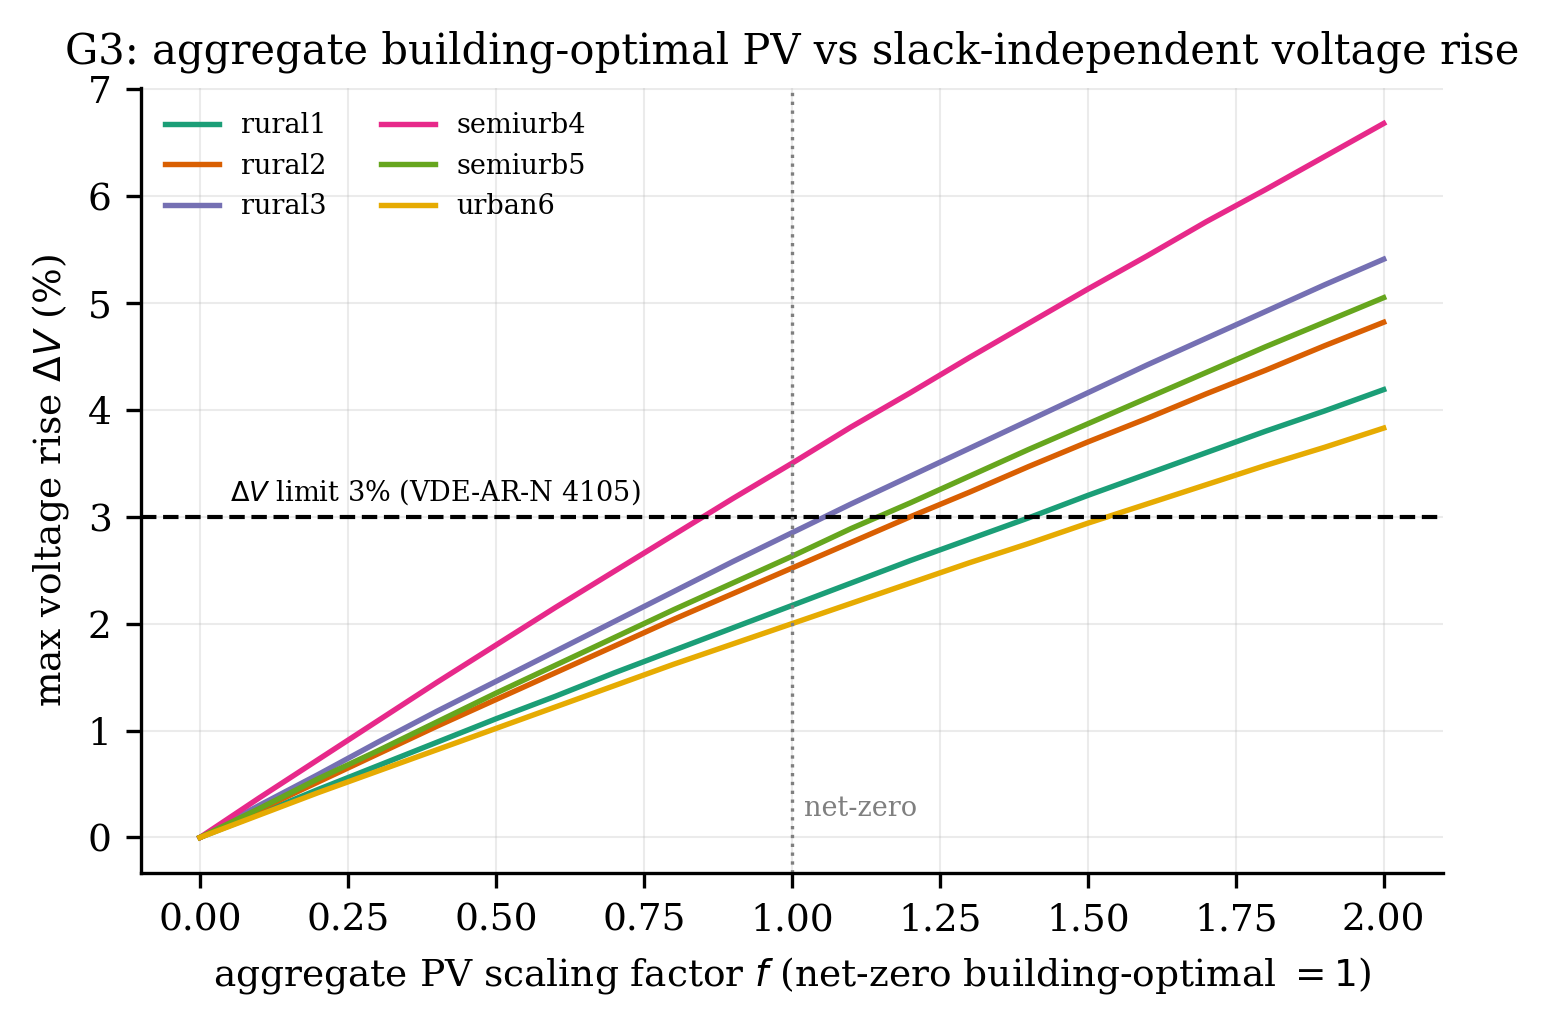 G3: aggregate building-optimal PV vs slack-independent voltage rise
7
6
5
4
3
2
1
0
max voltage rise ΔV (%)
rural1
rural2
rural3
semiurb4
semiurb5
urban6
ΔV limit 3% (VDE-AR-N 4105)
net-zero
0.00 0.25 0.50 0.75 1.00 1.25 1.50 1.75 2.00
aggregate PV scaling factor f (net-zero building-optimal = 1)